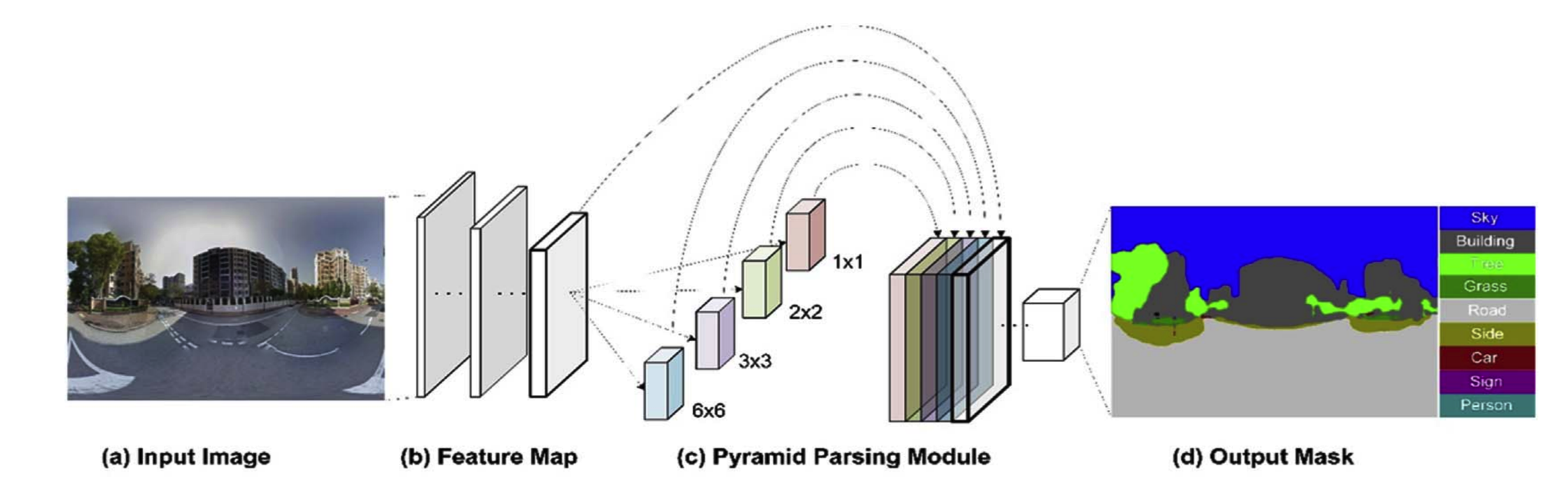 1x1
2x2
3x3
6x6
Sky
Building
Tree
Grass
Road
Side
Car
Sign
Person
(a) Input Image
(b) Feature Map
(c) Pyramid Parsing Module
(d) Output Mask